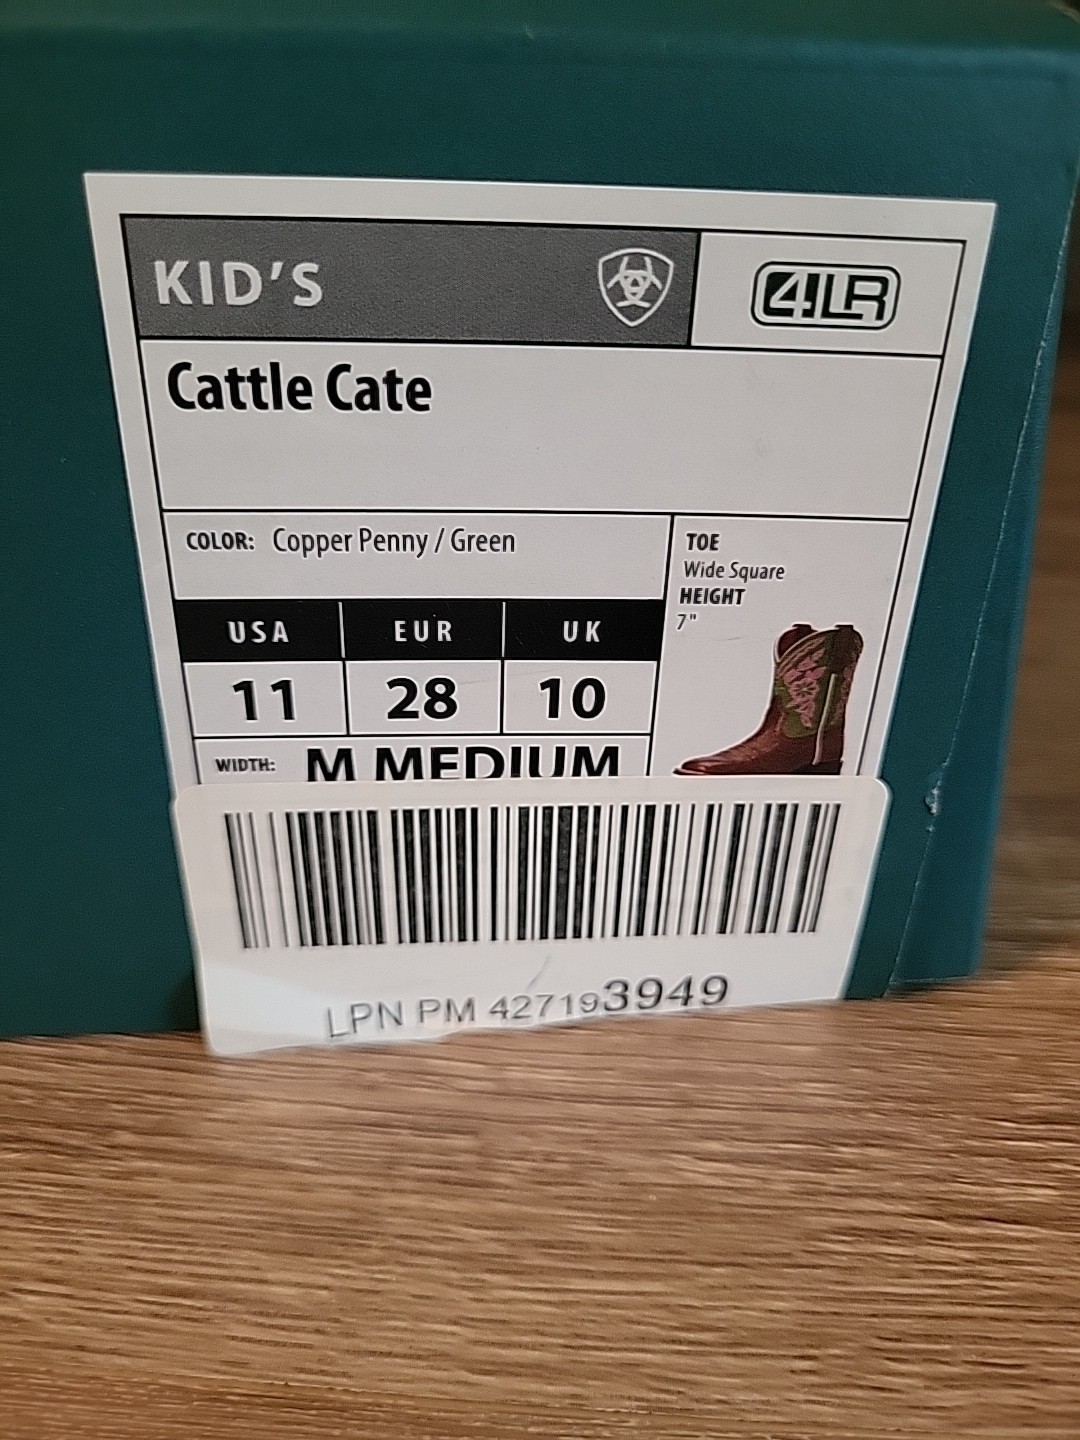 KID'S
4LR
Cattle Cate
COLOR: Copper Penny / Green
TOE
Wide Square
HEIGHT
7"
USA EUR UK
11 28 10
WIDTH: M MEDIUM
LPN PM 427193949